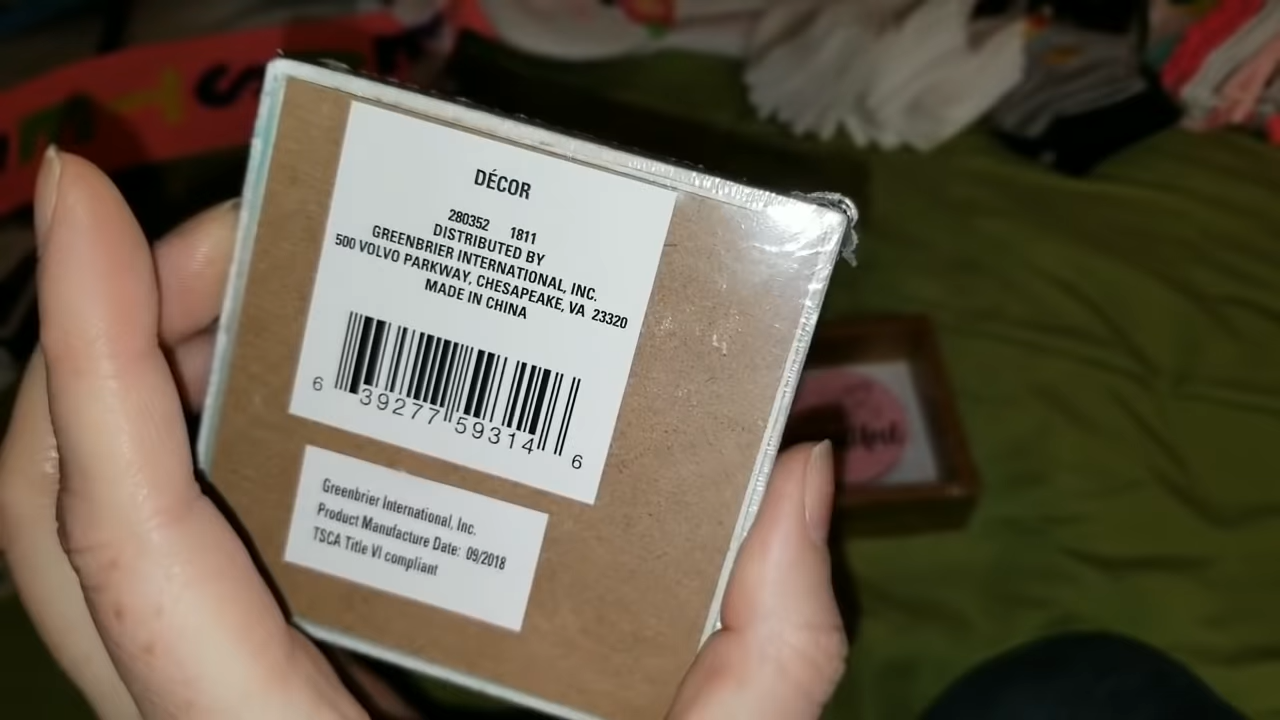 DÉCOR
280352 1811
DISTRIBUTED BY
GREENBRIER INTERNATIONAL, INC.
500 VOLVO PARKWAY, CHESAPEAKE, VA 23320
MADE IN CHINA
6 39277 59314 6
Greenbrier International, Inc.
Product Manufacture Date: 09/2018
TSCA Title VI compliant